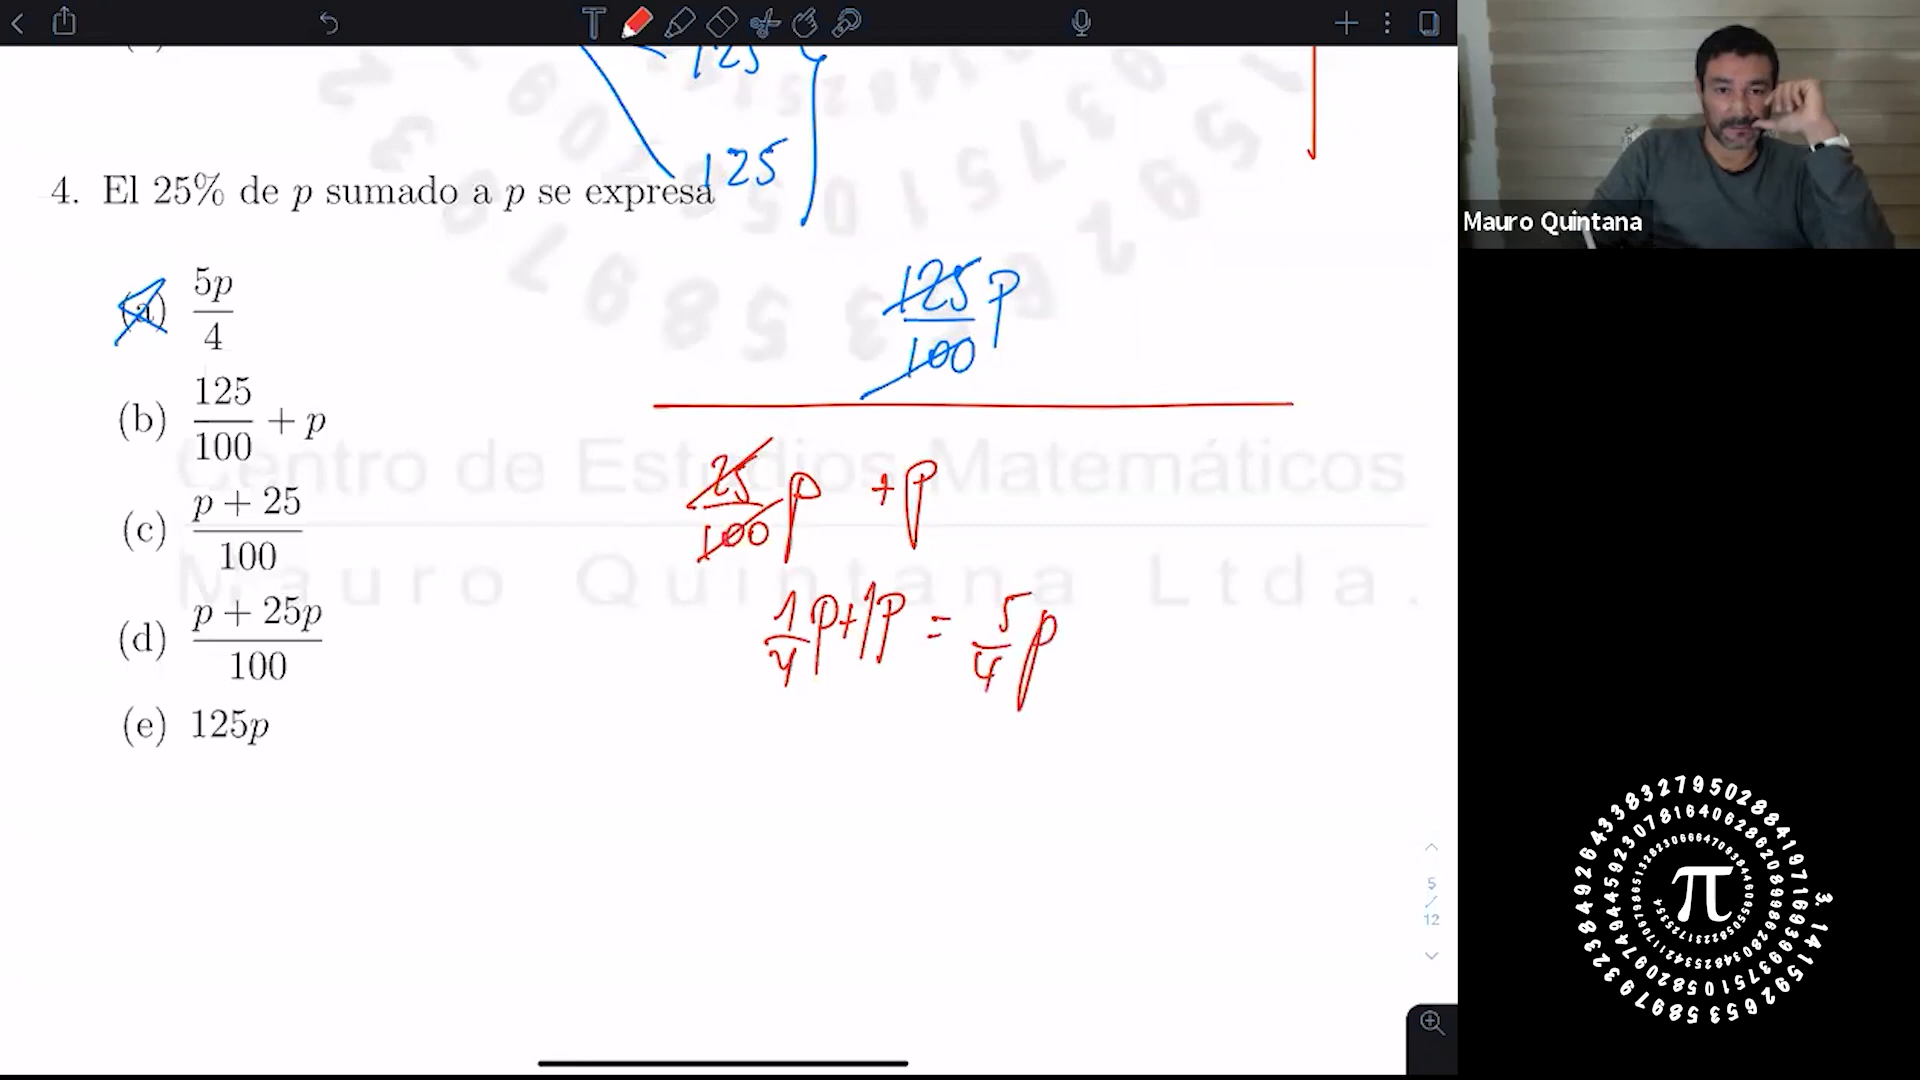 125
125
4. El 25% de p sumado a p se expresa
(a) 5p/4
(b) 125/100 + p
(c) p + 25/100
(d) p + 25p/100
(e) 125p
125/100 p
25/100 p + p
1/4 p + 1p = 5/4 p
Centro de Estudios Matemáticos
Mauro Quintana Ltda.
5
/
12
Mauro Quintana
π